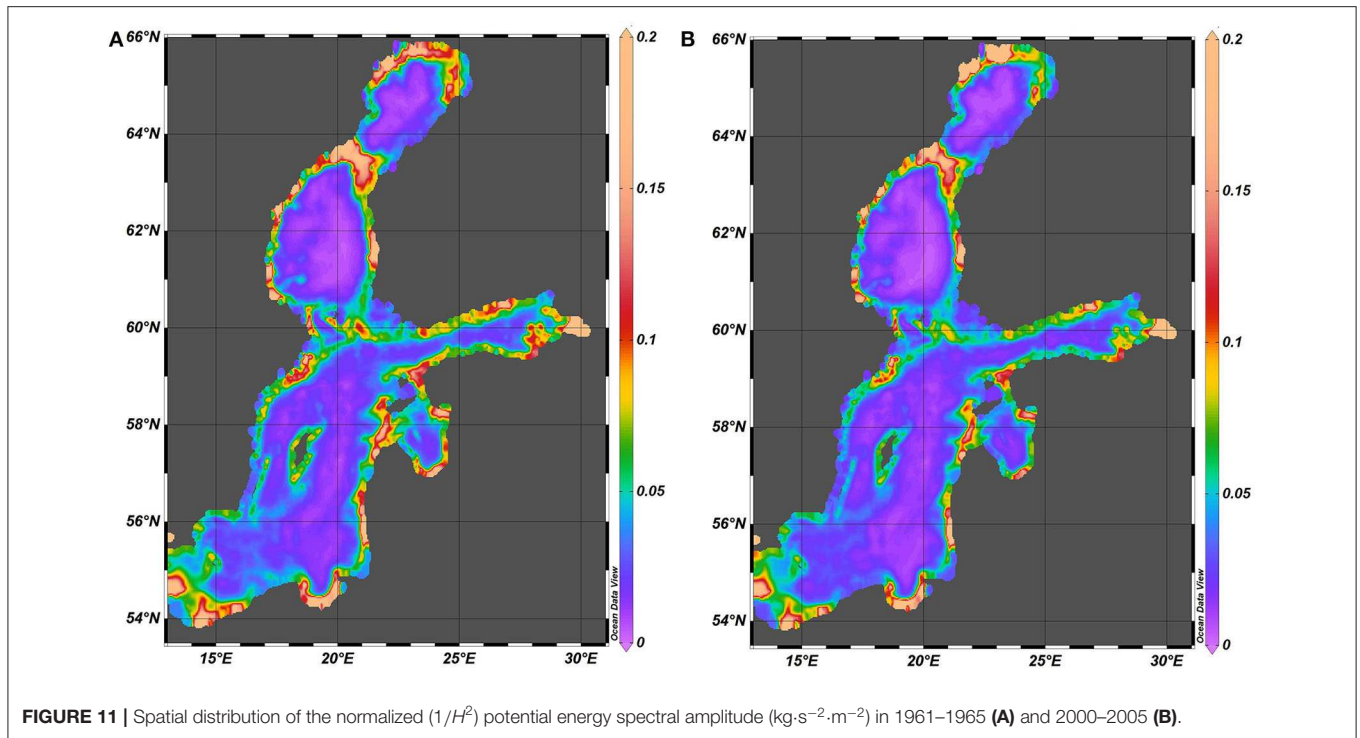 A
66°N
64°N
62°N
60°N
58°N
56°N
54°N
15°E
20°E
25°E
30°E
0.2
0.15
0.1
0.05
0
Ocean Data View
B
66°N
64°N
62°N
60°N
58°N
56°N
54°N
15°E
20°E
25°E
30°E
0.2
0.15
0.1
0.05
0
Ocean Data View
FIGURE 11 | Spatial distribution of the normalized (1/H²) potential energy spectral amplitude (kg·s⁻²·m⁻²) in 1961–1965 (A) and 2000–2005 (B).